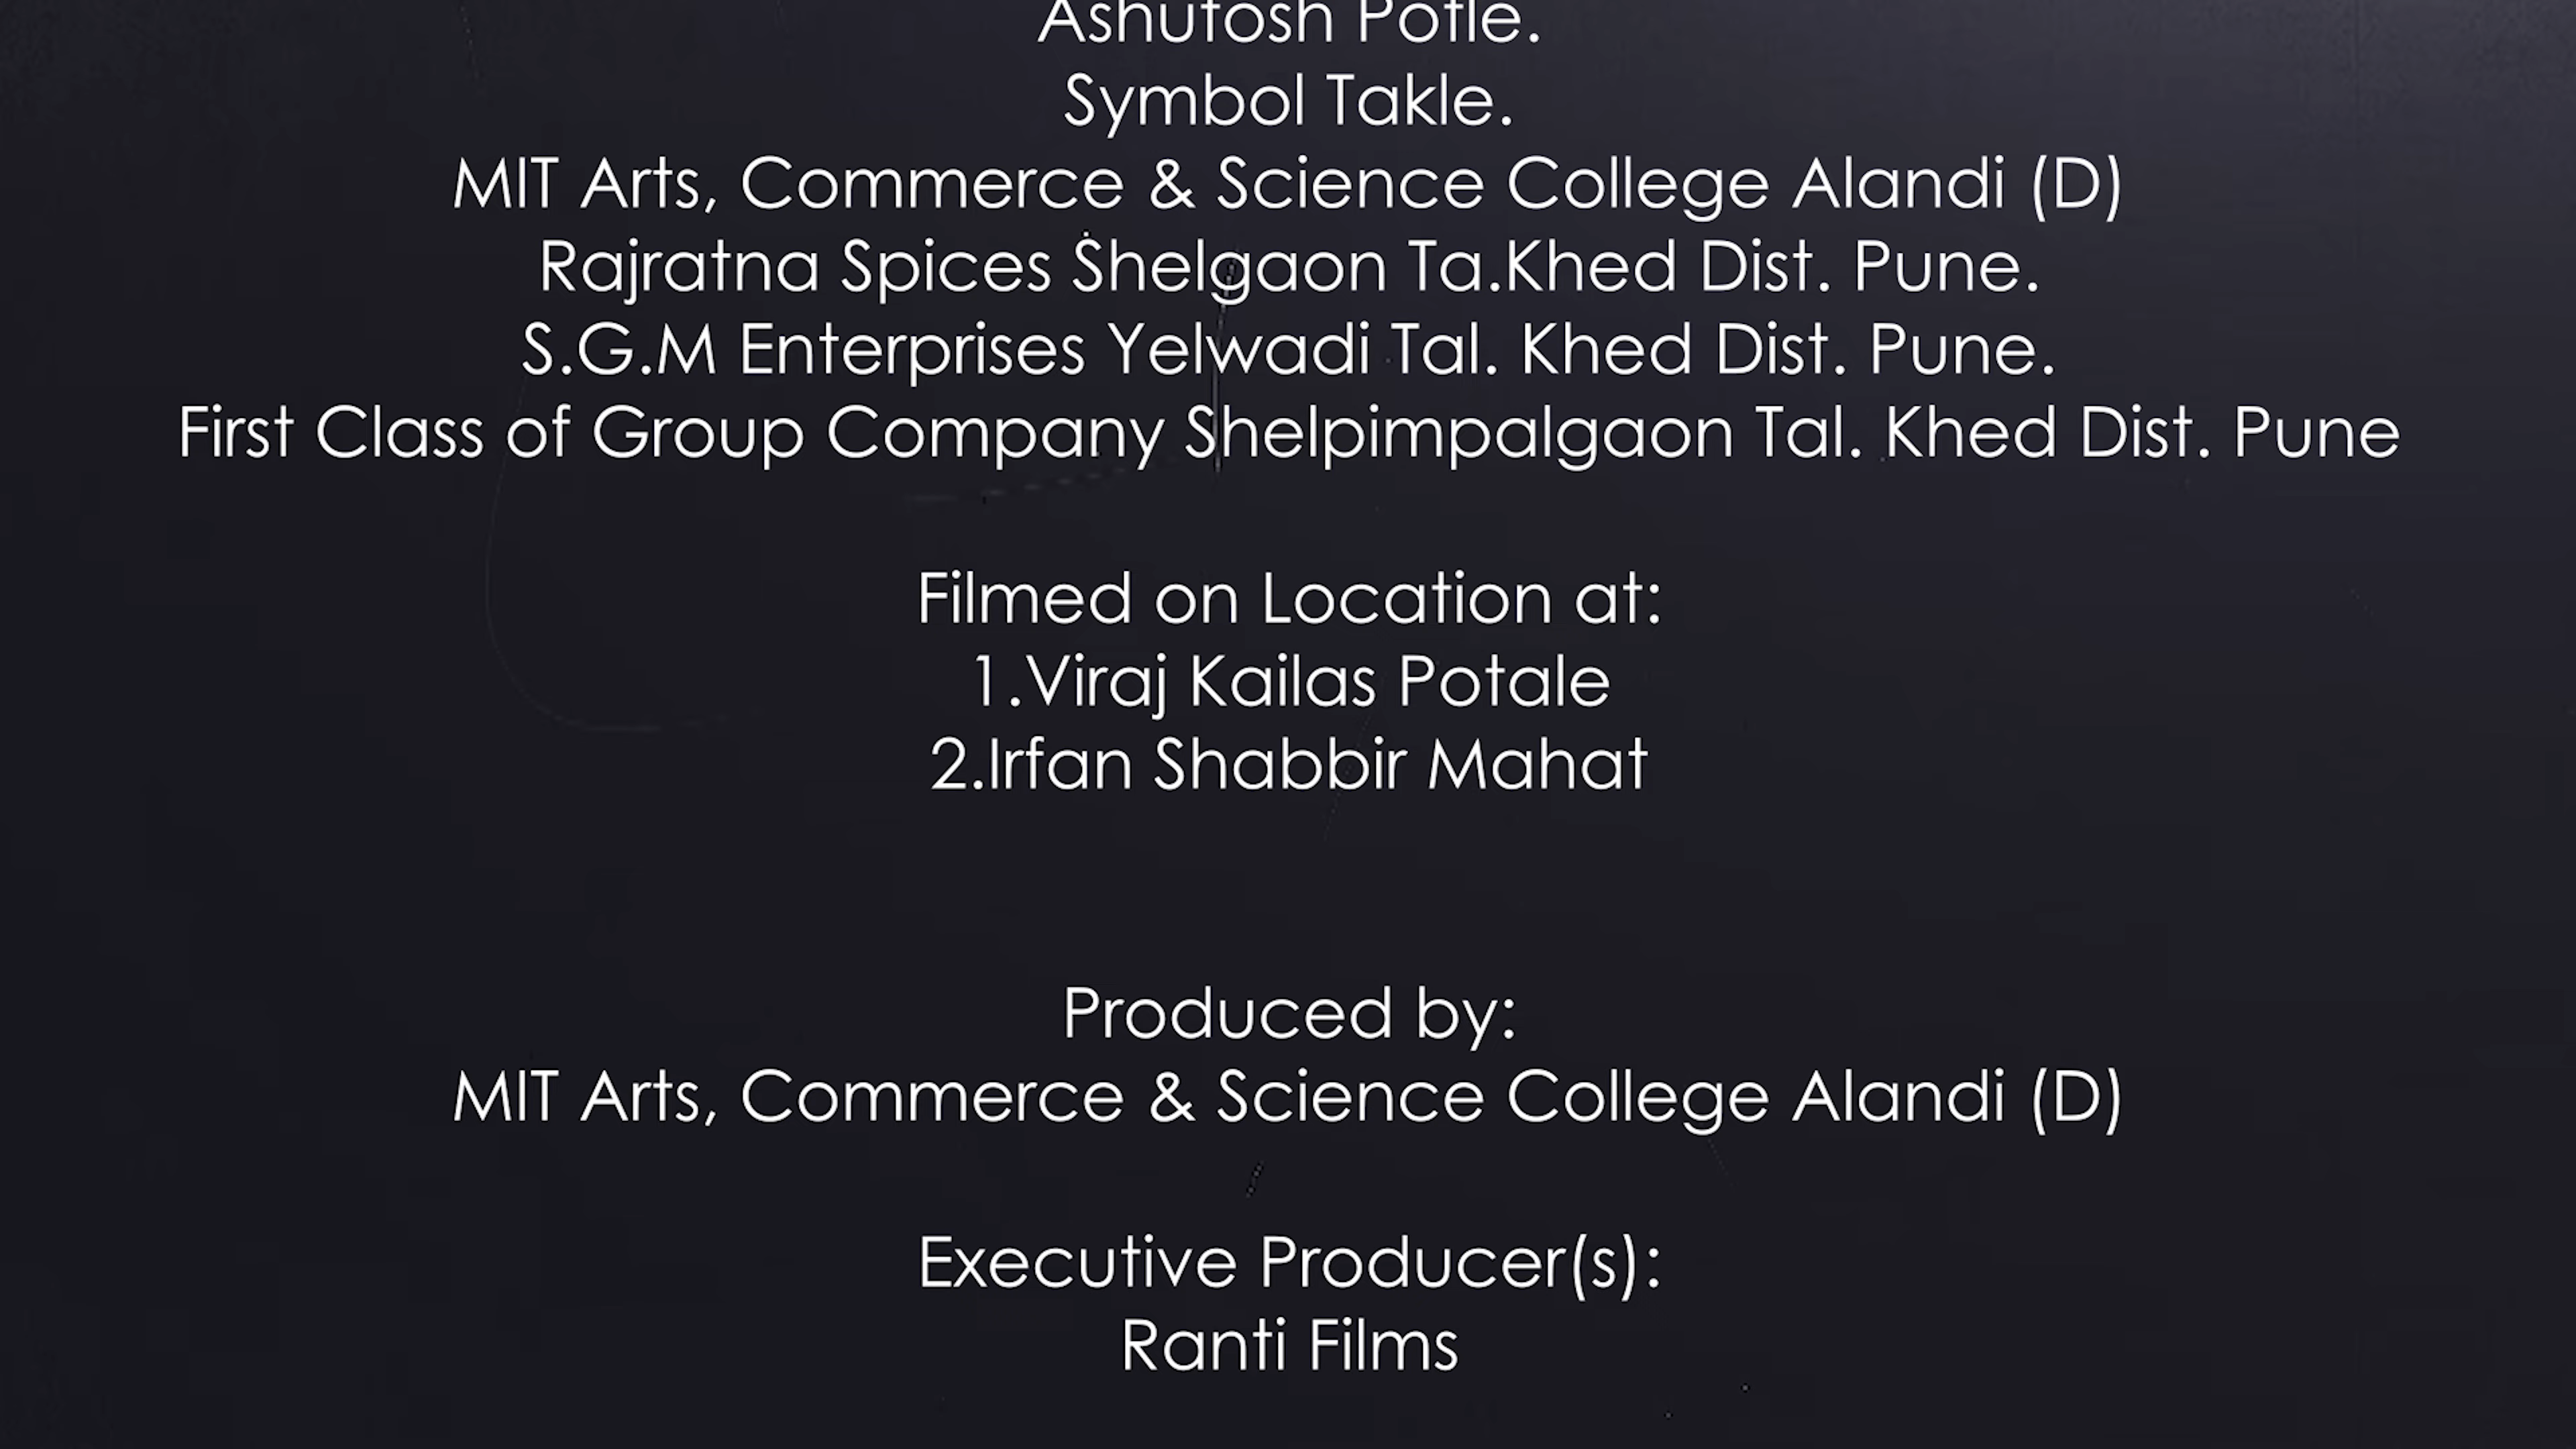 Ashutosh Potle.
Symbol Takle.
MIT Arts, Commerce & Science College Alandi (D)
Rajratna Spices Shelgaon Ta.Khed Dist. Pune.
S.G.M Enterprises Yelwadi Tal. Khed Dist. Pune.
First Class of Group Company Shelpimpalgaon Tal. Khed Dist. Pune
Filmed on Location at:
1.Viraj Kailas Potale
2.Irfan Shabbir Mahat
Produced by:
MIT Arts, Commerce & Science College Alandi (D)
Executive Producer(s):
Ranti Films